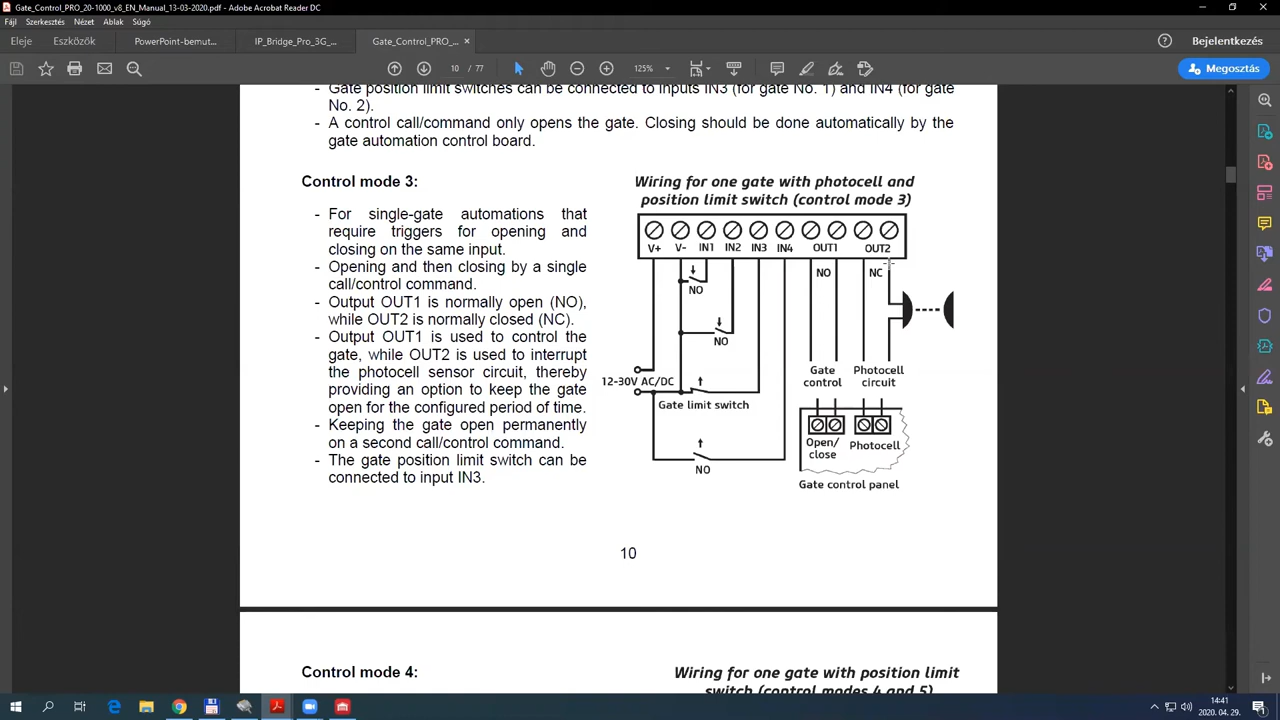 Gate_Control_PRO_20-1000_v8_EN_Manual_13-03-2020.pdf - Adobe Acrobat Reader DC
Fájl Szerkesztés Nézet Ablak Súgó
Eleje Eszközök PowerPoint-bemut... IP_Bridge_Pro_3G_... Gate_Control_PRO_... × Bejelentkezés
10 / 77 125% Megosztás
- Gate position limit switches can be connected to inputs IN3 (for gate No. 1) and IN4 (for gate
No. 2).
- A control call/command only opens the gate. Closing should be done automatically by the
gate automation control board.
Control mode 3:
- For single-gate automations that
require triggers for opening and
closing on the same input.
- Opening and then closing by a single
call/control command.
- Output OUT1 is normally open (NO),
while OUT2 is normally closed (NC).
- Output OUT1 is used to control the
gate, while OUT2 is used to interrupt
the photocell sensor circuit, thereby
providing an option to keep the gate
open for the configured period of time.
- Keeping the gate open permanently
on a second call/control command.
- The gate position limit switch can be
connected to input IN3.
Wiring for one gate with photocell and
position limit switch (control mode 3)
V+ V- IN1 IN2 IN3 IN4 OUT1 OUT2
NO NC
NO
NO
12-30V AC/DC
Gate limit switch
NO
Gate
control
Photocell
circuit
Open/
close
Photocell
Gate control panel
10
Control mode 4:
Wiring for one gate with position limit
switch (control modes 4 and 5)
14:41
2020. 04. 29.